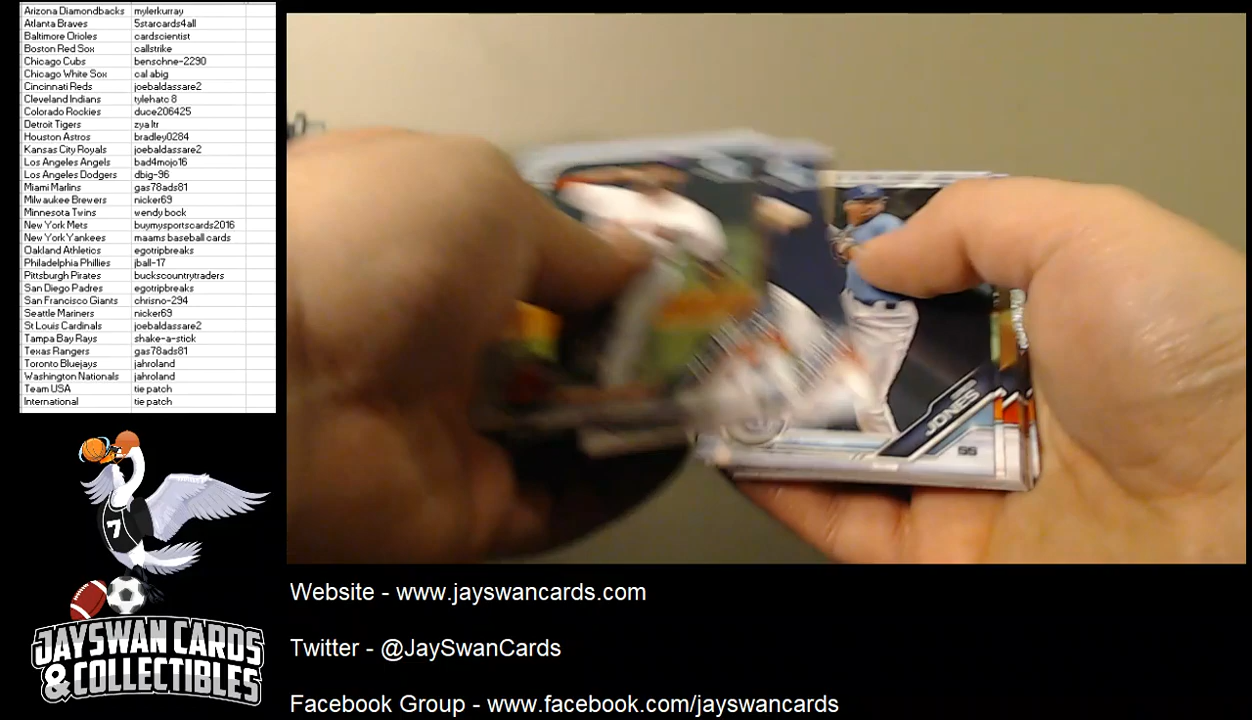 Arizona Diamondbacks mylerkurray
Atlanta Braves 5starcards4all
Baltimore Orioles cardscientist
Boston Red Sox callstrike
Chicago Cubs benschne-2290
Chicago White Sox cal abig
Cincinnati Reds joebaldassare2
Cleveland Indians tylehatc 8
Colorado Rockies duce206425
Detroit Tigers zya ltr
Houston Astros bradley0284
Kansas City Royals joebaldassare2
Los Angeles Angels bad4mojo16
Los Angeles Dodgers dbig-96
Miami Marlins gas78ads81
Milwaukee Brewers nicker69
Minnesota Twins wendy bock
New York Mets buymysportscards2016
New York Yankees maams baseball cards
Oakland Athletics egotripbreaks
Philadelphia Phillies jball-17
Pittsburgh Pirates buckscountrytraders
San Diego Padres egotripbreaks
San Francisco Giants chrisno-294
Seattle Mariners nicker69
St Louis Cardinals joebaldassare2
Tampa Bay Rays shake-a-stick
Texas Rangers gas78ads81
Toronto Bluejays jahroland
Washington Nationals jahroland
Team USA tie patch
International tie patch
JONES
SS
7
JAYSWAN CARDS
& COLLECTIBLES
Website - www.jayswancards.com
Twitter - @JaySwanCards
Facebook Group - www.facebook.com/jayswancards